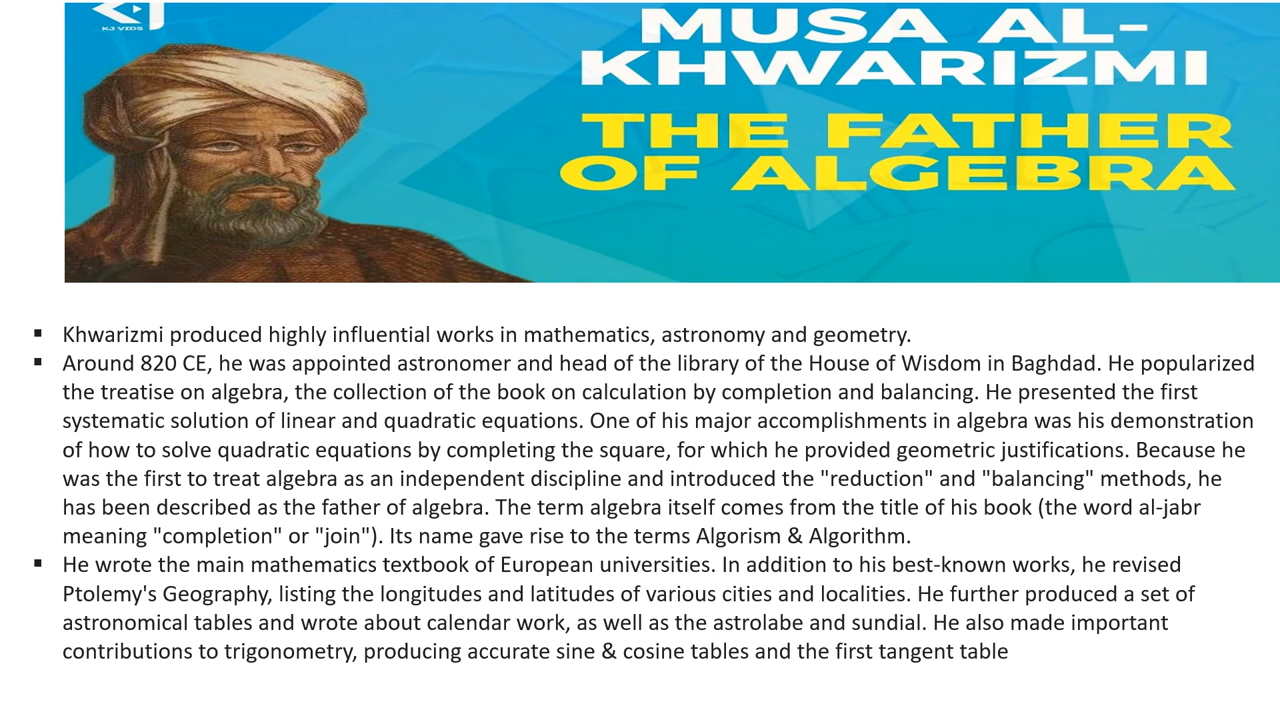 KJ VIDS
MUSA AL-
KHWARIZMI
THE FATHER
OF ALGEBRA
▪ Khwarizmi produced highly influential works in mathematics, astronomy and geometry.
▪ Around 820 CE, he was appointed astronomer and head of the library of the House of Wisdom in Baghdad. He popularized
the treatise on algebra, the collection of the book on calculation by completion and balancing. He presented the first
systematic solution of linear and quadratic equations. One of his major accomplishments in algebra was his demonstration
of how to solve quadratic equations by completing the square, for which he provided geometric justifications. Because he
was the first to treat algebra as an independent discipline and introduced the "reduction" and "balancing" methods, he
has been described as the father of algebra. The term algebra itself comes from the title of his book (the word al-jabr
meaning "completion" or "join"). Its name gave rise to the terms Algorism & Algorithm.
▪ He wrote the main mathematics textbook of European universities. In addition to his best-known works, he revised
Ptolemy's Geography, listing the longitudes and latitudes of various cities and localities. He further produced a set of
astronomical tables and wrote about calendar work, as well as the astrolabe and sundial. He also made important
contributions to trigonometry, producing accurate sine & cosine tables and the first tangent table